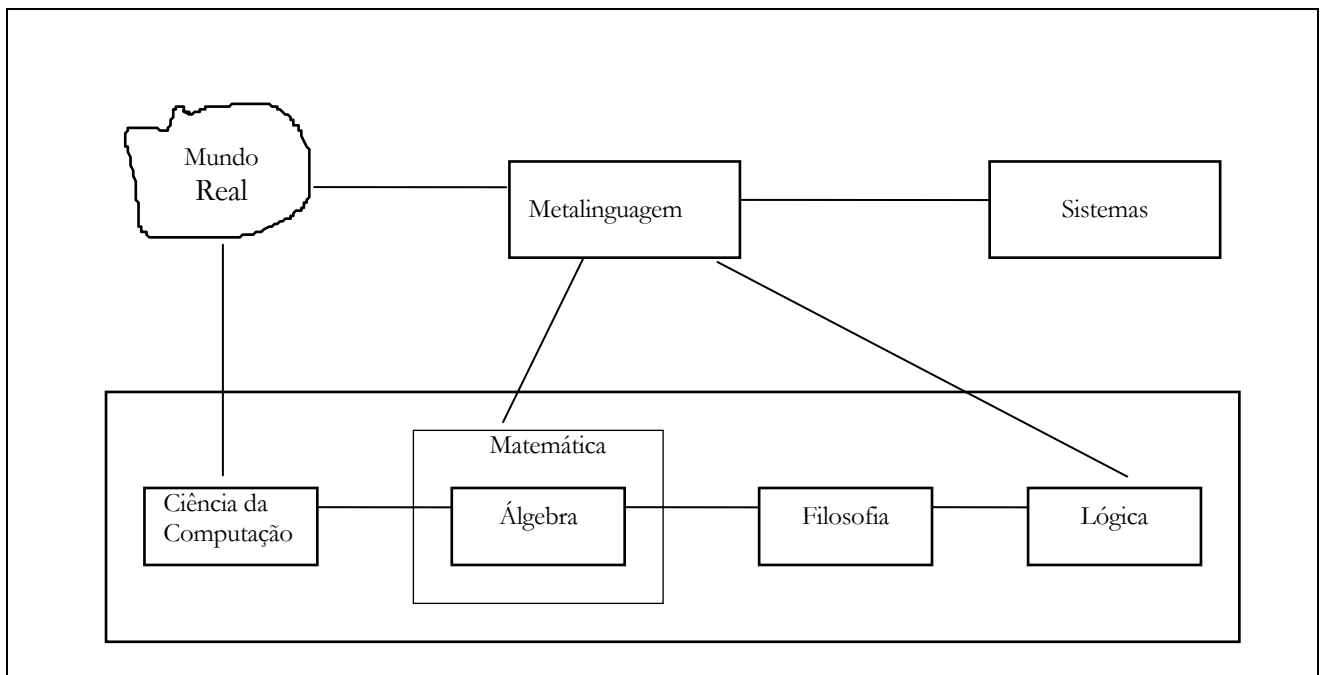 Mundo
Real
Metalinguagem
Sistemas
Matemática
Ciência da
Computação
Álgebra
Filosofia
Lógica